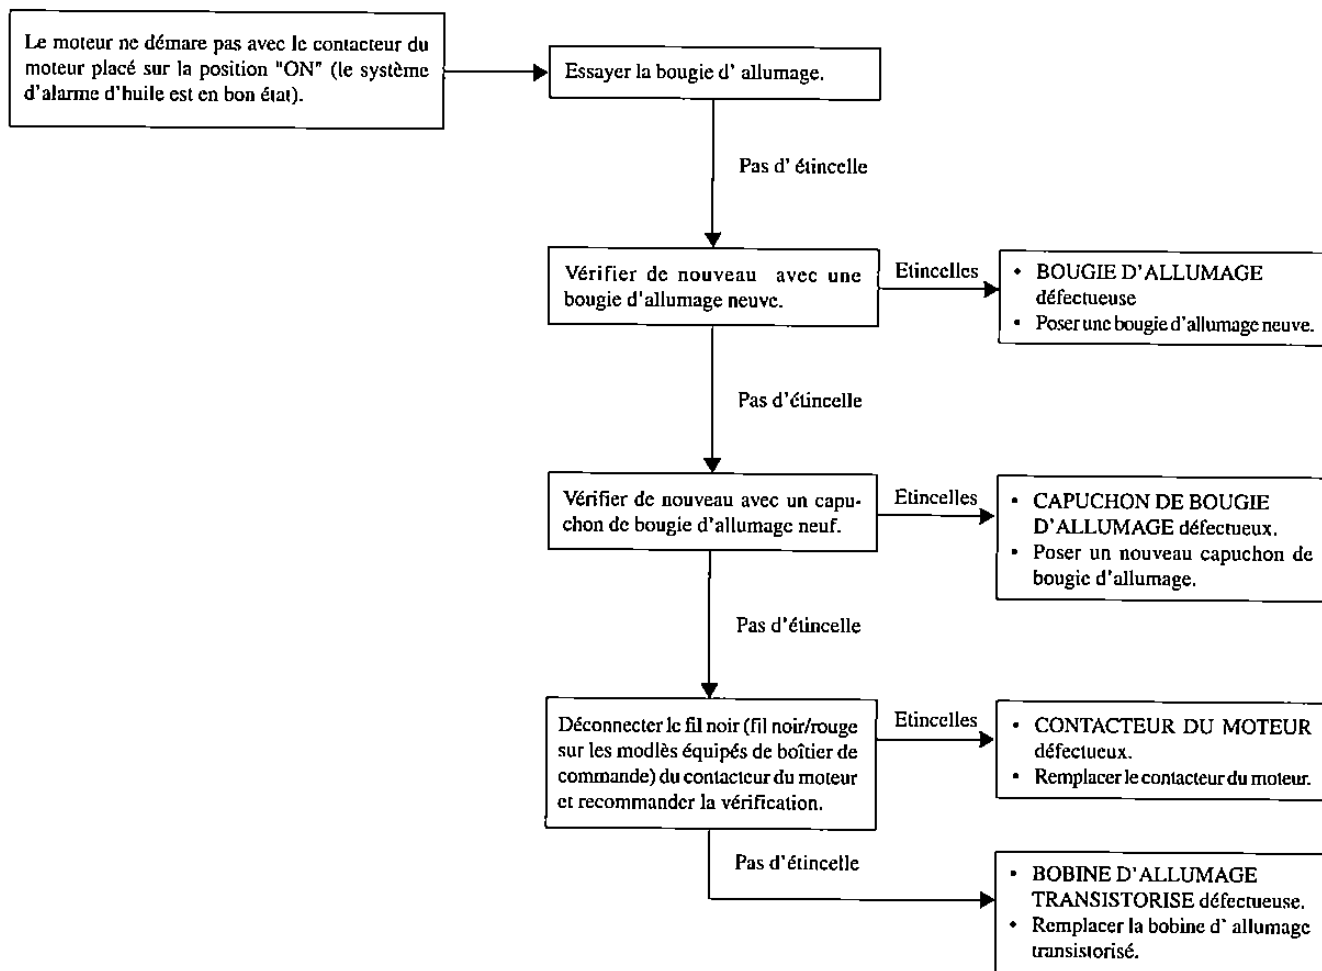 Le moteur ne démare pas avec le contacteur du
moteur placé sur la position "ON" (le système
d'alarme d'huile est en bon état).
Essayer la bougie d' allumage.
Pas d' étincelle
Vérifier de nouveau avec une
bougie d'allumage neuve.
Etincelles
• BOUGIE D'ALLUMAGE
défectueuse
• Poser une bougie d'allumage neuve.
Pas d'étincelle
Vérifier de nouveau avec un capu-
chon de bougie d'allumage neuf.
Etincelles
• CAPUCHON DE BOUGIE
D'ALLUMAGE défectueux.
• Poser un nouveau capuchon de
bougie d'allumage.
Pas d'étincelle
Déconnecter le fil noir (fil noir/rouge
sur les modlès équipés de boîtier de
commande) du contacteur du moteur
et recommander la vérification.
Etincelles
• CONTACTEUR DU MOTEUR
défectueux.
• Remplacer le contacteur du moteur.
Pas d'étincelle
• BOBINE D'ALLUMAGE
TRANSISTORISE défectueuse.
• Remplacer la bobine d' allumage
transistorisé.